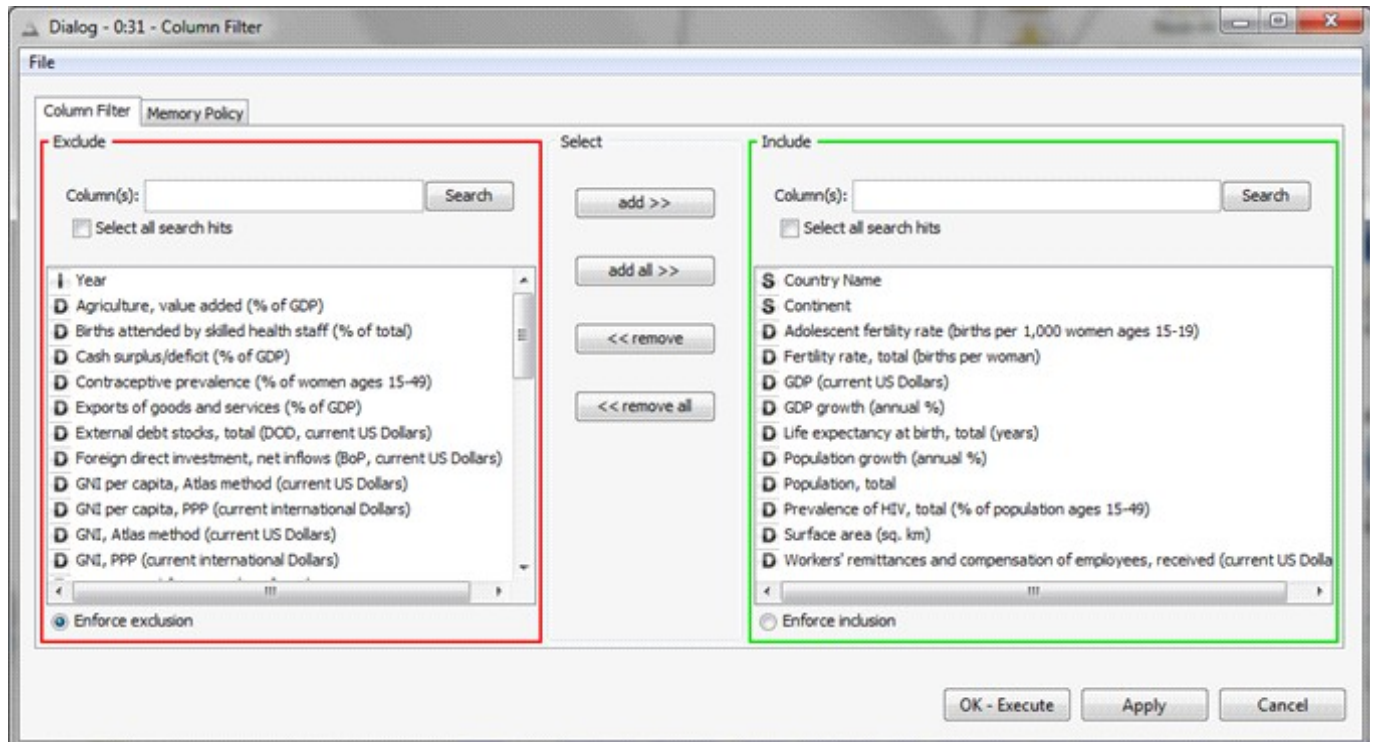 Dialog - 0:31 - Column Filter
File
Column Filter Memory Policy
Exclude
Column(s): Search
Select all search hits
I Year
D Agriculture, value added (% of GDP)
D Births attended by skilled health staff (% of total)
D Cash surplus/deficit (% of GDP)
D Contraceptive prevalence (% of women ages 15-49)
D Exports of goods and services (% of GDP)
D External debt stocks, total (DOD, current US Dollars)
D Foreign direct investment, net inflows (BoP, current US Dollars)
D GNI per capita, Atlas method (current US Dollars)
D GNI per capita, PPP (current international Dollars)
D GNI, Atlas method (current US Dollars)
D GNI, PPP (current international Dollars)
Enforce exclusion
Select
add >>
add all >>
<< remove
<< remove all
Include
Column(s): Search
Select all search hits
S Country Name
S Continent
D Adolescent fertility rate (births per 1,000 women ages 15-19)
D Fertility rate, total (births per woman)
D GDP (current US Dollars)
D GDP growth (annual %)
D Life expectancy at birth, total (years)
D Population growth (annual %)
D Population, total
D Prevalence of HIV, total (% of population ages 15-49)
D Surface area (sq. km)
D Workers' remittances and compensation of employees, received (current US Dolla
Enforce inclusion
OK - Execute Apply Cancel